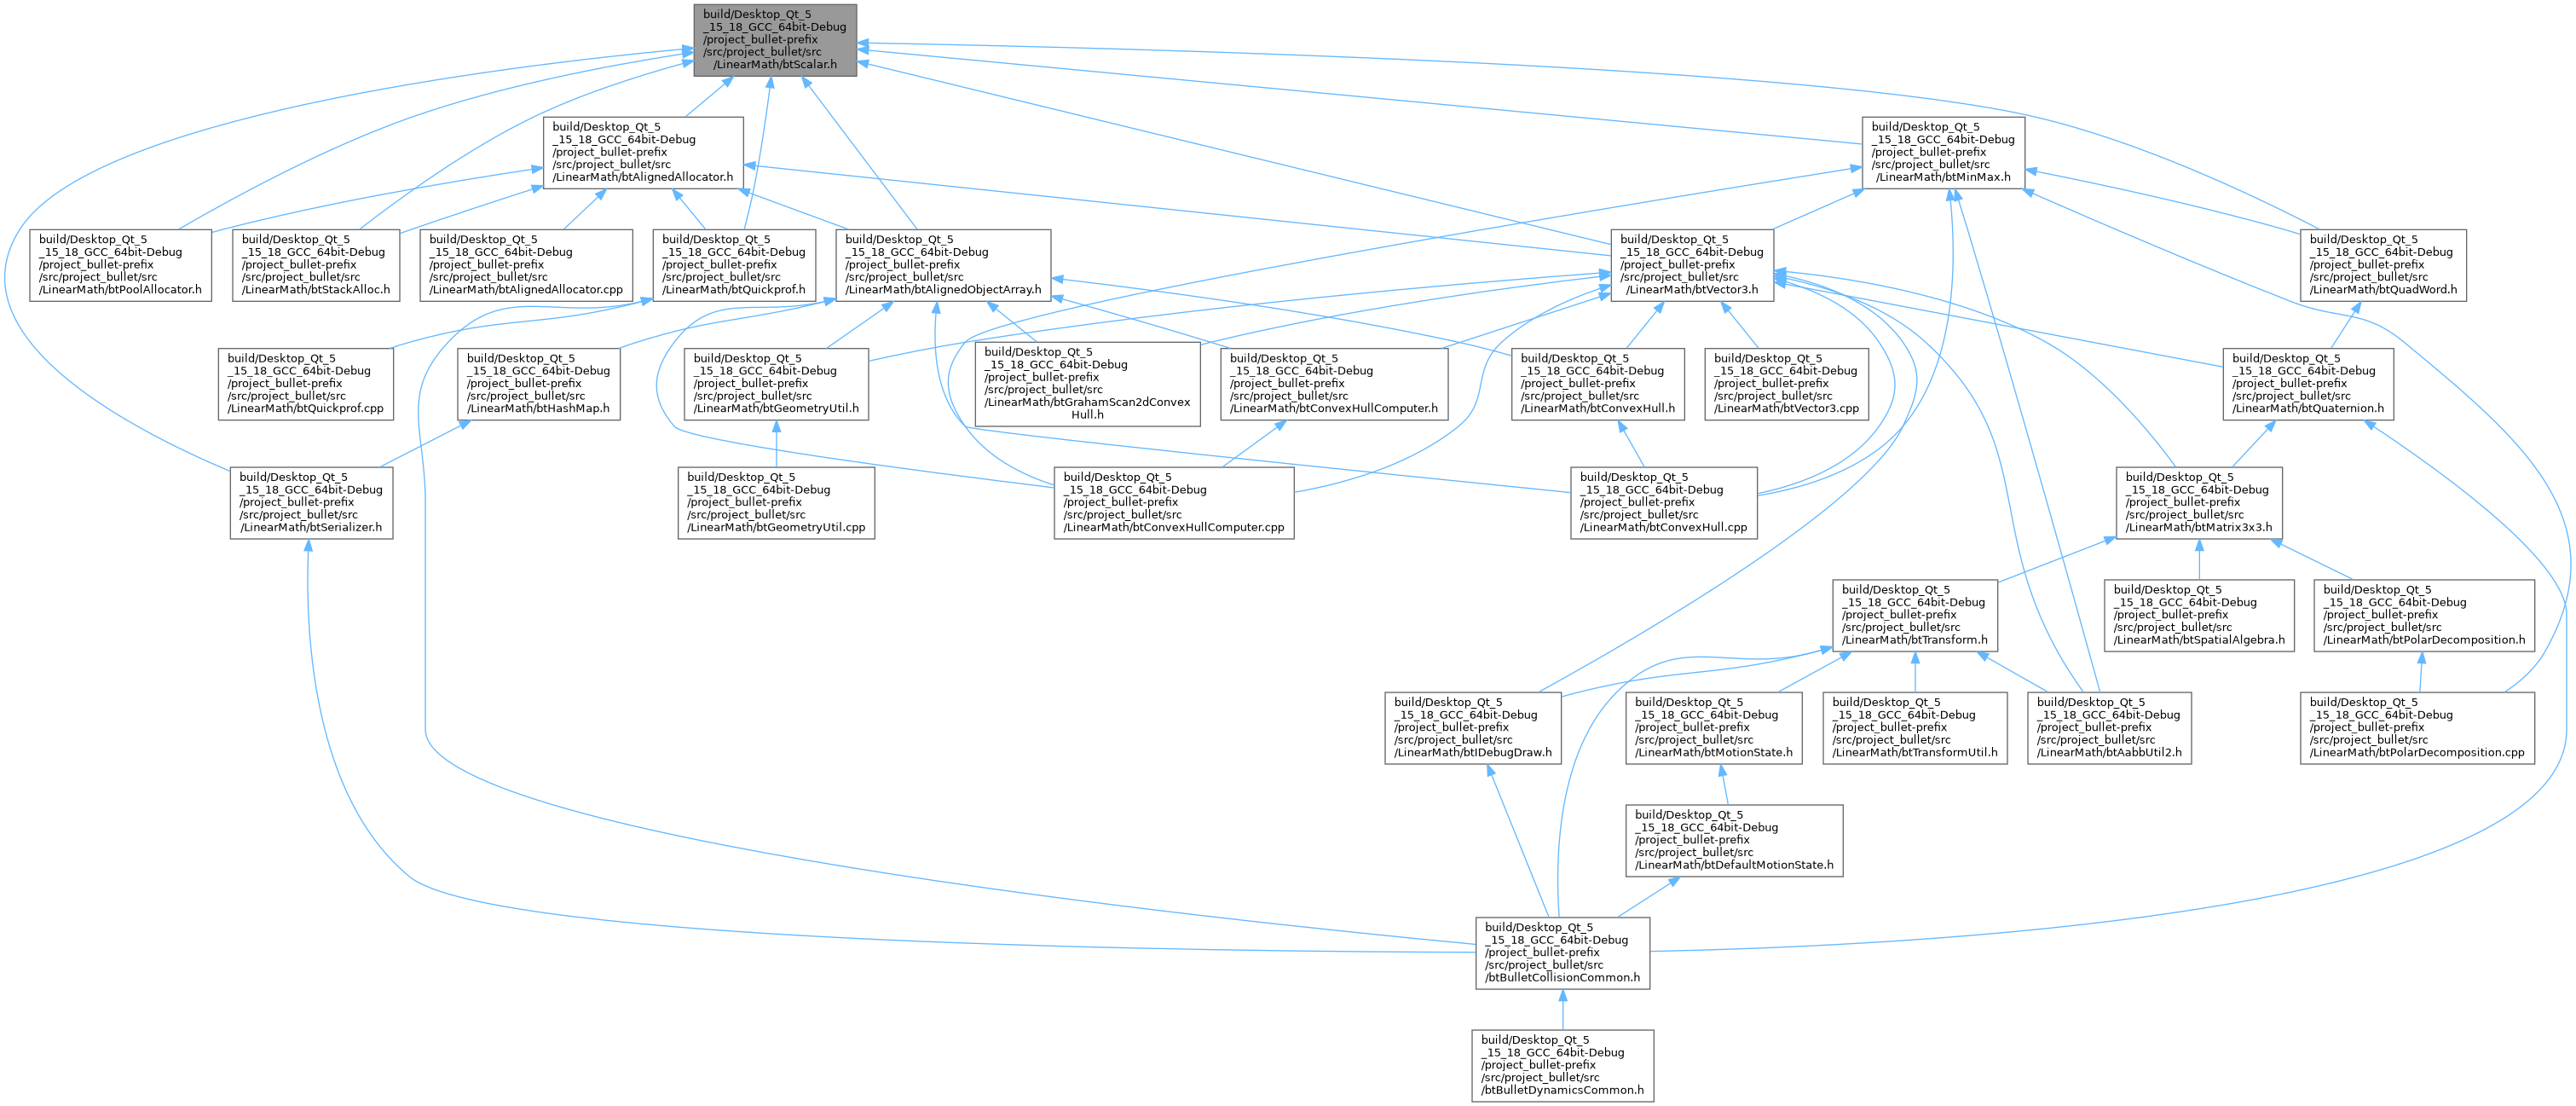 build/Desktop_Qt_5
_15_18_GCC_64bit-Debug
/project_bullet-prefix
/src/project_bullet/src
/LinearMath/btScalar.h
build/Desktop_Qt_5
_15_18_GCC_64bit-Debug
/project_bullet-prefix
/src/project_bullet/src
/LinearMath/btAlignedAllocator.h
build/Desktop_Qt_5
_15_18_GCC_64bit-Debug
/project_bullet-prefix
/src/project_bullet/src
/LinearMath/btMinMax.h
build/Desktop_Qt_5
_15_18_GCC_64bit-Debug
/project_bullet-prefix
/src/project_bullet/src
/LinearMath/btPoolAllocator.h
build/Desktop_Qt_5
_15_18_GCC_64bit-Debug
/project_bullet-prefix
/src/project_bullet/src
/LinearMath/btStackAlloc.h
build/Desktop_Qt_5
_15_18_GCC_64bit-Debug
/project_bullet-prefix
/src/project_bullet/src
/LinearMath/btAlignedAllocator.cpp
build/Desktop_Qt_5
_15_18_GCC_64bit-Debug
/project_bullet-prefix
/src/project_bullet/src
/LinearMath/btQuickprof.h
build/Desktop_Qt_5
_15_18_GCC_64bit-Debug
/project_bullet-prefix
/src/project_bullet/src
/LinearMath/btAlignedObjectArray.h
build/Desktop_Qt_5
_15_18_GCC_64bit-Debug
/project_bullet-prefix
/src/project_bullet/src
/LinearMath/btVector3.h
build/Desktop_Qt_5
_15_18_GCC_64bit-Debug
/project_bullet-prefix
/src/project_bullet/src
/LinearMath/btQuadWord.h
build/Desktop_Qt_5
_15_18_GCC_64bit-Debug
/project_bullet-prefix
/src/project_bullet/src
/LinearMath/btQuickprof.cpp
build/Desktop_Qt_5
_15_18_GCC_64bit-Debug
/project_bullet-prefix
/src/project_bullet/src
/LinearMath/btHashMap.h
build/Desktop_Qt_5
_15_18_GCC_64bit-Debug
/project_bullet-prefix
/src/project_bullet/src
/LinearMath/btGeometryUtil.h
build/Desktop_Qt_5
_15_18_GCC_64bit-Debug
/project_bullet-prefix
/src/project_bullet/src
/LinearMath/btGrahamScan2dConvex
Hull.h
build/Desktop_Qt_5
_15_18_GCC_64bit-Debug
/project_bullet-prefix
/src/project_bullet/src
/LinearMath/btConvexHullComputer.h
build/Desktop_Qt_5
_15_18_GCC_64bit-Debug
/project_bullet-prefix
/src/project_bullet/src
/LinearMath/btConvexHull.h
build/Desktop_Qt_5
_15_18_GCC_64bit-Debug
/project_bullet-prefix
/src/project_bullet/src
/LinearMath/btVector3.cpp
build/Desktop_Qt_5
_15_18_GCC_64bit-Debug
/project_bullet-prefix
/src/project_bullet/src
/LinearMath/btQuaternion.h
build/Desktop_Qt_5
_15_18_GCC_64bit-Debug
/project_bullet-prefix
/src/project_bullet/src
/LinearMath/btSerializer.h
build/Desktop_Qt_5
_15_18_GCC_64bit-Debug
/project_bullet-prefix
/src/project_bullet/src
/LinearMath/btGeometryUtil.cpp
build/Desktop_Qt_5
_15_18_GCC_64bit-Debug
/project_bullet-prefix
/src/project_bullet/src
/LinearMath/btConvexHullComputer.cpp
build/Desktop_Qt_5
_15_18_GCC_64bit-Debug
/project_bullet-prefix
/src/project_bullet/src
/LinearMath/btConvexHull.cpp
build/Desktop_Qt_5
_15_18_GCC_64bit-Debug
/project_bullet-prefix
/src/project_bullet/src
/LinearMath/btMatrix3x3.h
build/Desktop_Qt_5
_15_18_GCC_64bit-Debug
/project_bullet-prefix
/src/project_bullet/src
/LinearMath/btTransform.h
build/Desktop_Qt_5
_15_18_GCC_64bit-Debug
/project_bullet-prefix
/src/project_bullet/src
/LinearMath/btSpatialAlgebra.h
build/Desktop_Qt_5
_15_18_GCC_64bit-Debug
/project_bullet-prefix
/src/project_bullet/src
/LinearMath/btPolarDecomposition.h
build/Desktop_Qt_5
_15_18_GCC_64bit-Debug
/project_bullet-prefix
/src/project_bullet/src
/LinearMath/btIDebugDraw.h
build/Desktop_Qt_5
_15_18_GCC_64bit-Debug
/project_bullet-prefix
/src/project_bullet/src
/LinearMath/btMotionState.h
build/Desktop_Qt_5
_15_18_GCC_64bit-Debug
/project_bullet-prefix
/src/project_bullet/src
/LinearMath/btTransformUtil.h
build/Desktop_Qt_5
_15_18_GCC_64bit-Debug
/project_bullet-prefix
/src/project_bullet/src
/LinearMath/btAabbUtil2.h
build/Desktop_Qt_5
_15_18_GCC_64bit-Debug
/project_bullet-prefix
/src/project_bullet/src
/LinearMath/btPolarDecomposition.cpp
build/Desktop_Qt_5
_15_18_GCC_64bit-Debug
/project_bullet-prefix
/src/project_bullet/src
/LinearMath/btDefaultMotionState.h
build/Desktop_Qt_5
_15_18_GCC_64bit-Debug
/project_bullet-prefix
/src/project_bullet/src
/btBulletCollisionCommon.h
build/Desktop_Qt_5
_15_18_GCC_64bit-Debug
/project_bullet-prefix
/src/project_bullet/src
/btBulletDynamicsCommon.h